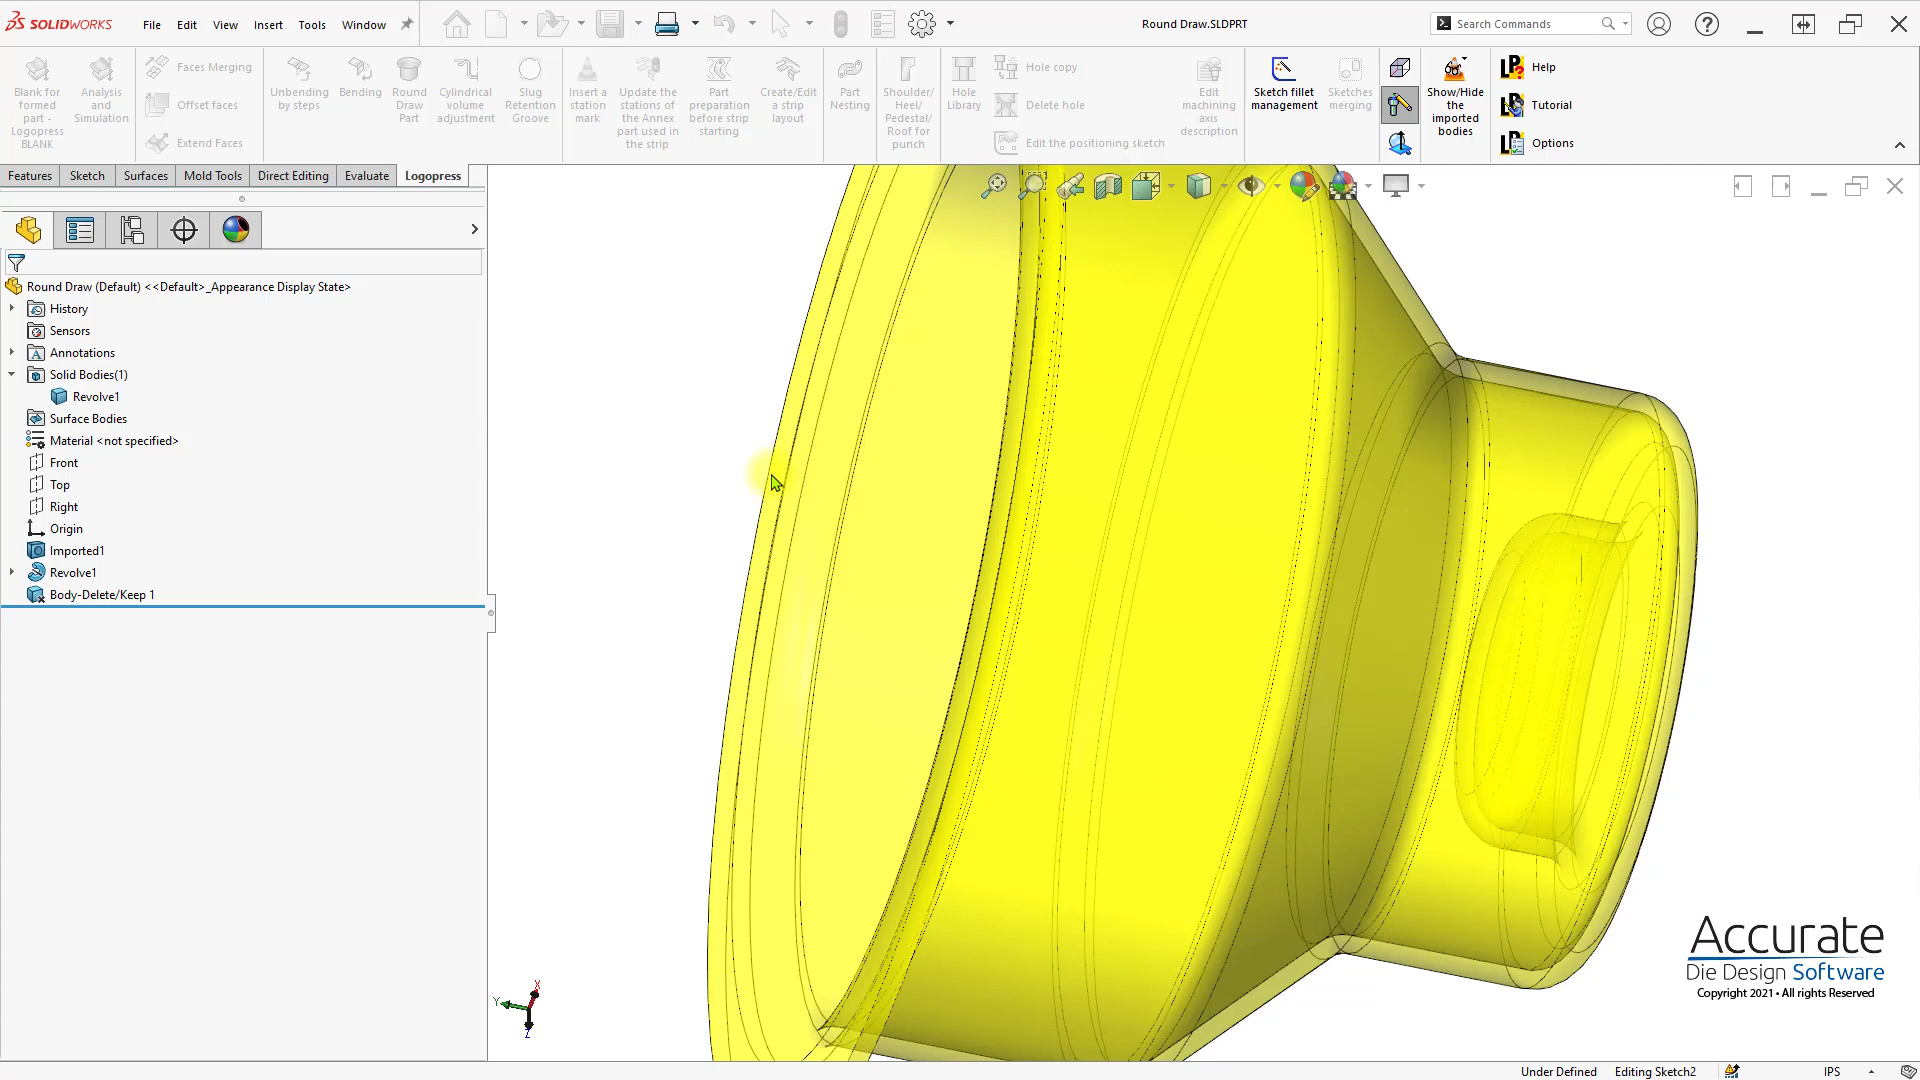 SOLIDWORKS File Edit View Insert Tools Window
Round Draw.SLDPRT
Search Commands
Blank for
formed
part -
Logopress
BLANK
Analysis
and
Simulation
Faces Merging
Offset faces
Extend Faces
Unbending
by steps
Bending
Round
Draw
Part
Cylindrical
volume
adjustment
Slug
Retention
Groove
Insert a
station
mark
Update the
stations of
the Annex
part used in
the strip
Part
preparation
before strip
starting
Create/Edit
a strip
layout
Part
Nesting
Shoulder/
Heel/
Pedestal/
Roof for
punch
Hole
Library
Hole copy
Delete hole
Edit the positioning sketch
Edit
machining
axis
description
Sketch fillet
management
Sketches
merging
Show/Hide
the
imported
bodies
Help
Tutorial
Options
Features Sketch Surfaces Mold Tools Direct Editing Evaluate Logopress
Round Draw (Default) <<Default>_Appearance Display State>
History
Sensors
Annotations
Solid Bodies(1)
Revolve1
Surface Bodies
Material <not specified>
Front
Top
Right
Origin
Imported1
Revolve1
Body-Delete/Keep 1
X
Y
Z
Accurate
Die Design Software
Copyright 2021 • All rights Reserved
Under Defined Editing Sketch2 IPS